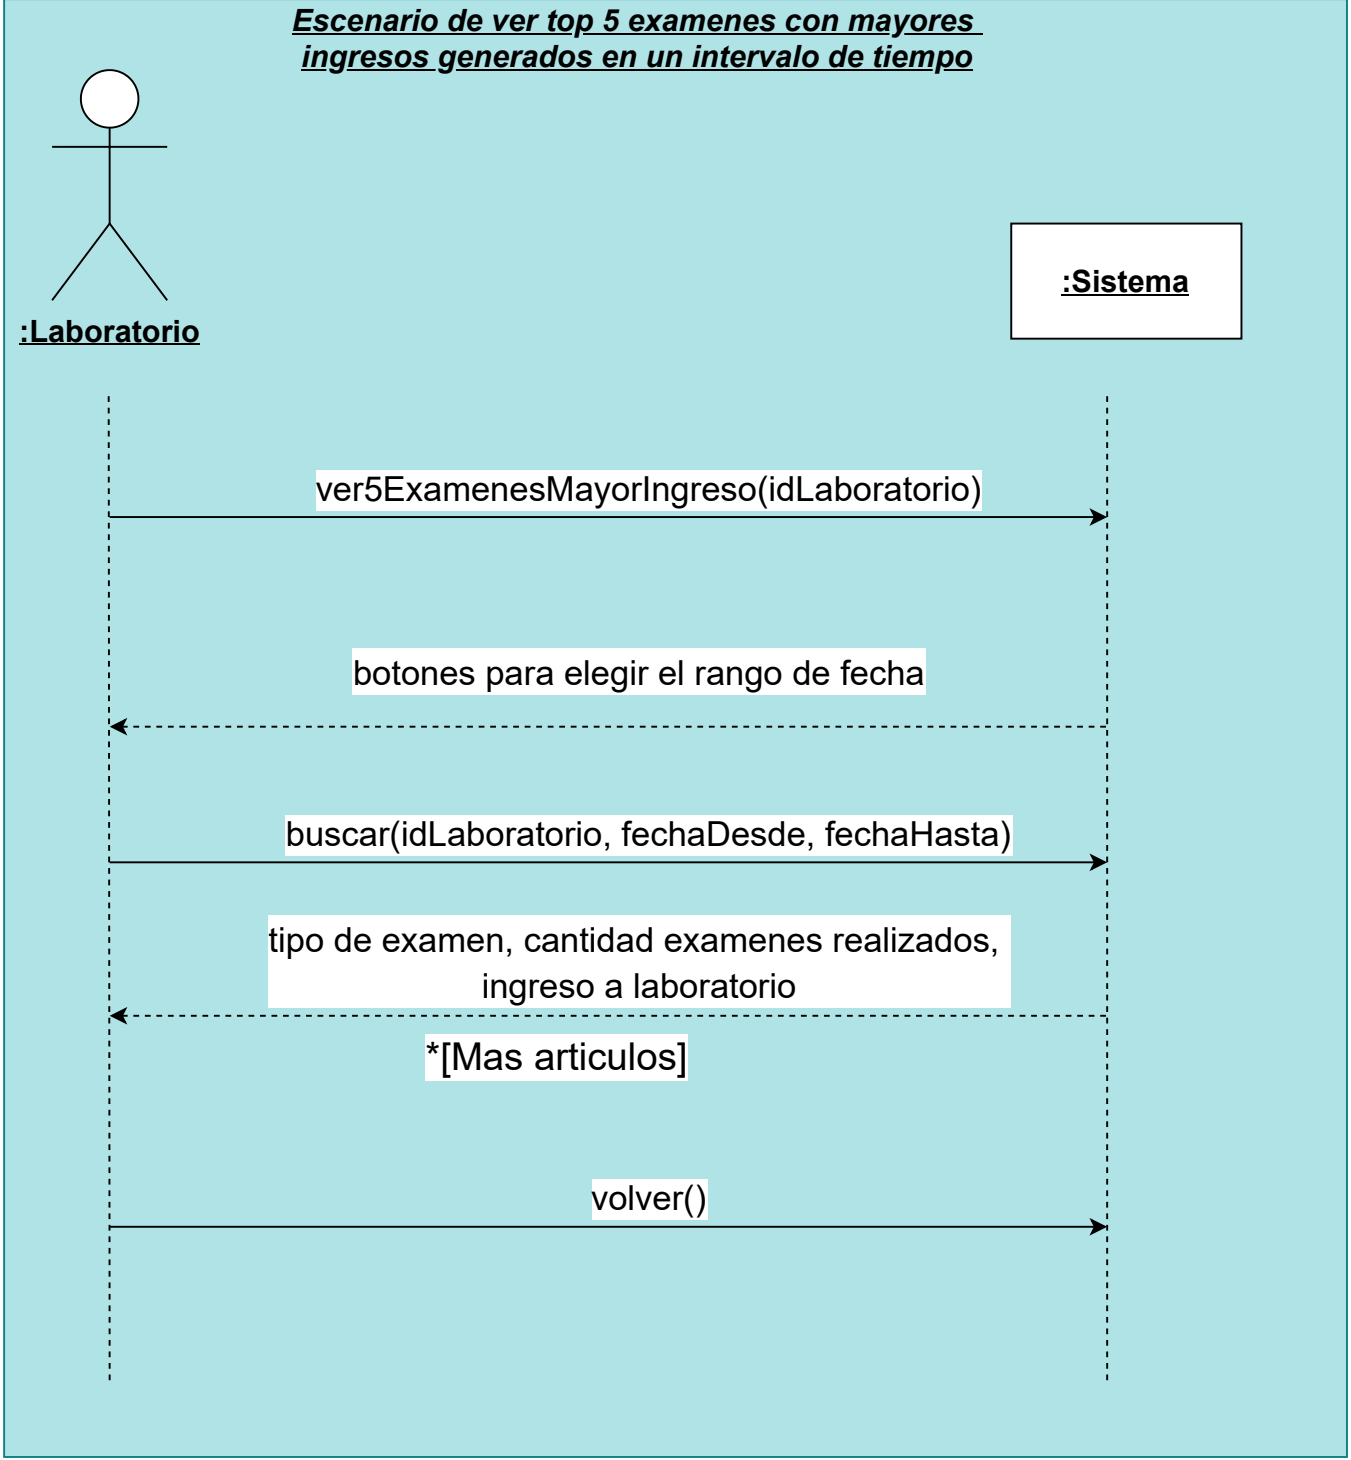 Escenario de ver top 5 examenes con mayores
ingresos generados en un intervalo de tiempo
:Sistema
:Laboratorio
ver5ExamenesMayorIngreso(idLaboratorio)
botones para elegir el rango de fecha
buscar(idLaboratorio, fechaDesde, fechaHasta)
tipo de examen, cantidad examenes realizados,
ingreso a laboratorio
*[Mas articulos]
volver()